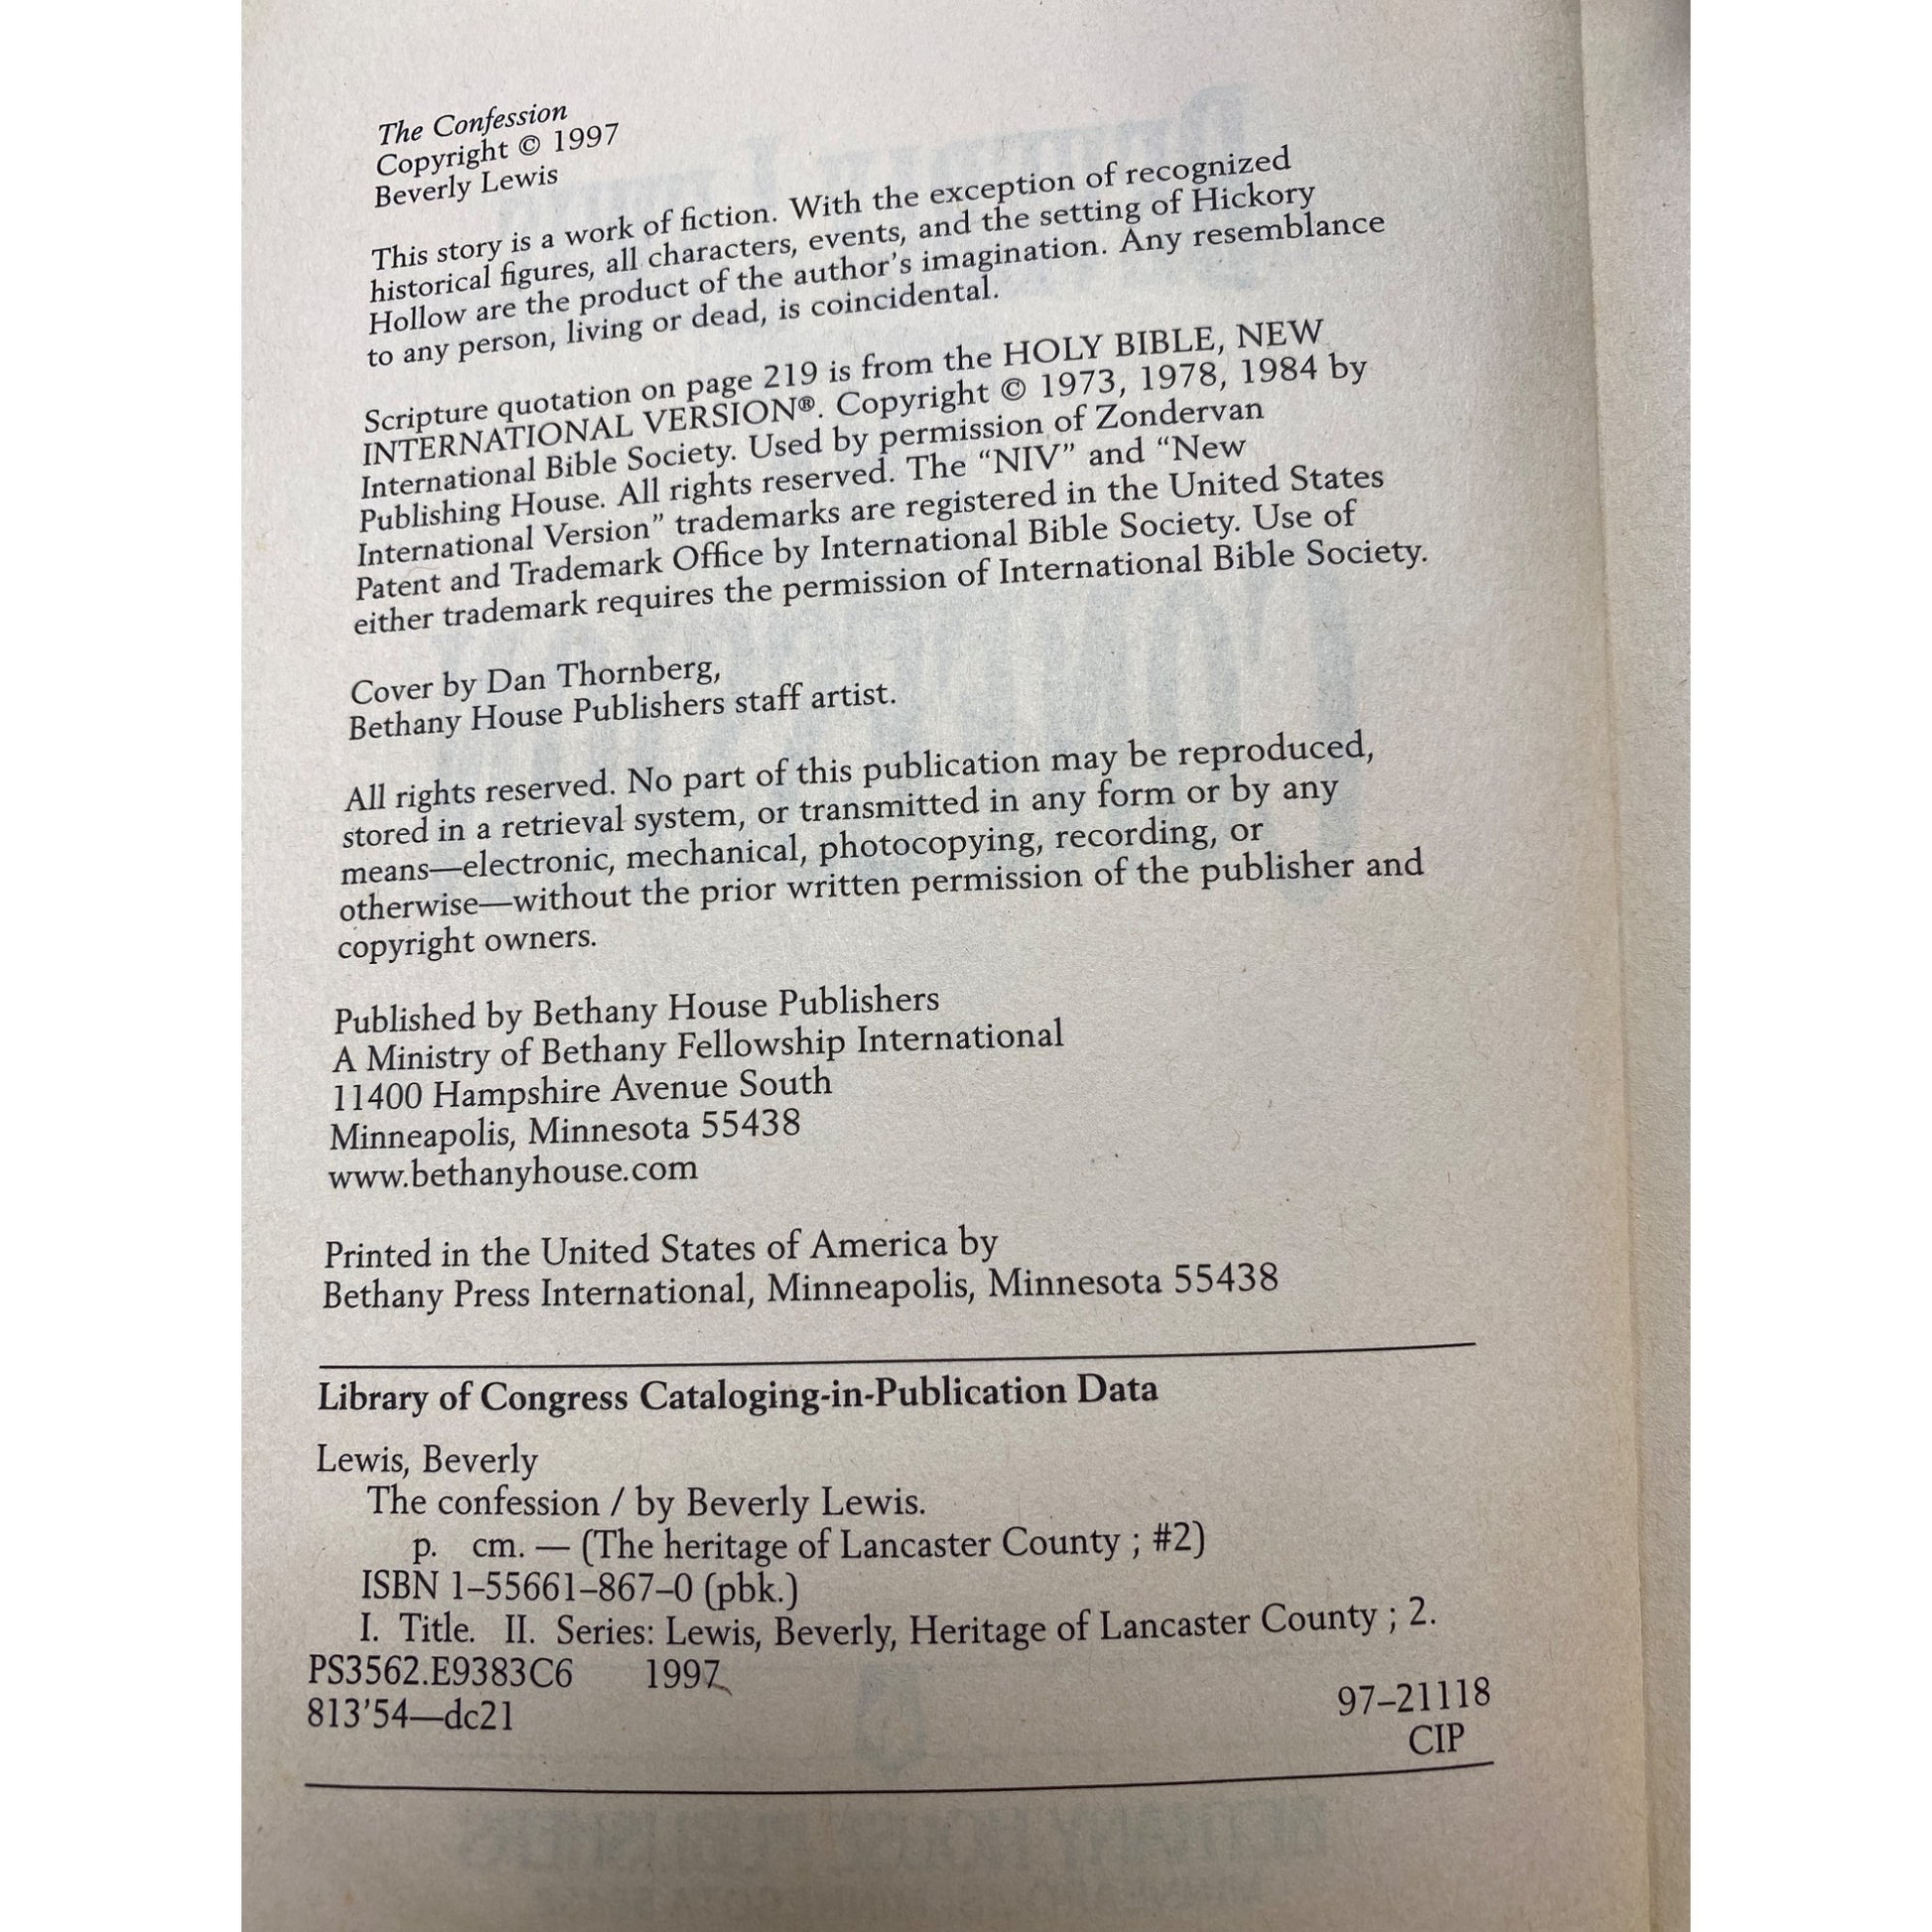 The Confession
Copyright © 1997
Beverly Lewis
This story is a work of fiction. With the exception of recognized
historical figures, all characters, events, and the setting of Hickory
Hollow are the product of the author's imagination. Any resemblance
to any person, living or dead, is coincidental.
Scripture quotation on page 219 is from the HOLY BIBLE, NEW
INTERNATIONAL VERSION®. Copyright © 1973, 1978, 1984 by
International Bible Society. Used by permission of Zondervan
Publishing House. All rights reserved. The “NIV” and “New
International Version” trademarks are registered in the United States
Patent and Trademark Office by International Bible Society. Use of
either trademark requires the permission of International Bible Society.
Cover by Dan Thornberg,
Bethany House Publishers staff artist.
All rights reserved. No part of this publication may be reproduced,
stored in a retrieval system, or transmitted in any form or by any
means—electronic, mechanical, photocopying, recording, or
otherwise—without the prior written permission of the publisher and
copyright owners.
Published by Bethany House Publishers
A Ministry of Bethany Fellowship International
11400 Hampshire Avenue South
Minneapolis, Minnesota 55438
www.bethanyhouse.com
Printed in the United States of America by
Bethany Press International, Minneapolis, Minnesota 55438
Library of Congress Cataloging-in-Publication Data
Lewis, Beverly
The confession / by Beverly Lewis.
p. cm. — (The heritage of Lancaster County ; #2)
ISBN 1–55661–867–0 (pbk.)
I. Title. II. Series: Lewis, Beverly, Heritage of Lancaster County ; 2.
PS3562.E9383C6 1997
813'54—dc21
97–21118
CIP